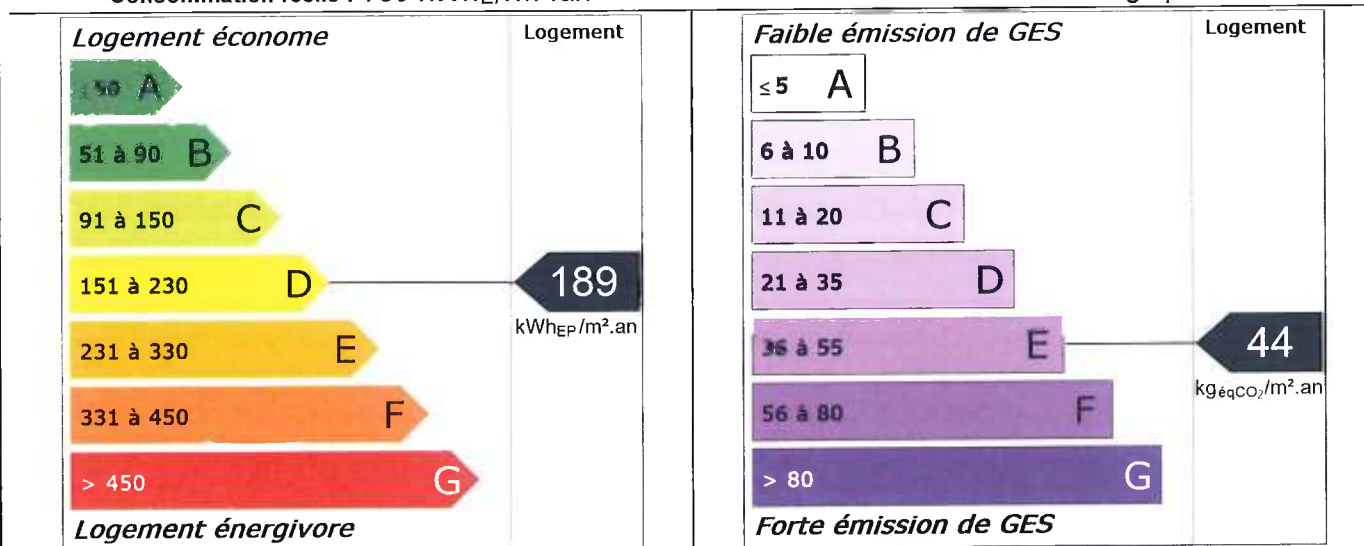 Logement économe
Logement
≤ 50 A
51 à 90 B
91 à 150 C
151 à 230 D
189
kWhEP/m².an
231 à 330 E
331 à 450 F
> 450 G
Logement énergivore
Faible émission de GES
Logement
≤ 5 A
6 à 10 B
11 à 20 C
21 à 35 D
36 à 55 E
44
kgéqCO₂/m².an
56 à 80 F
> 80 G
Forte émission de GES